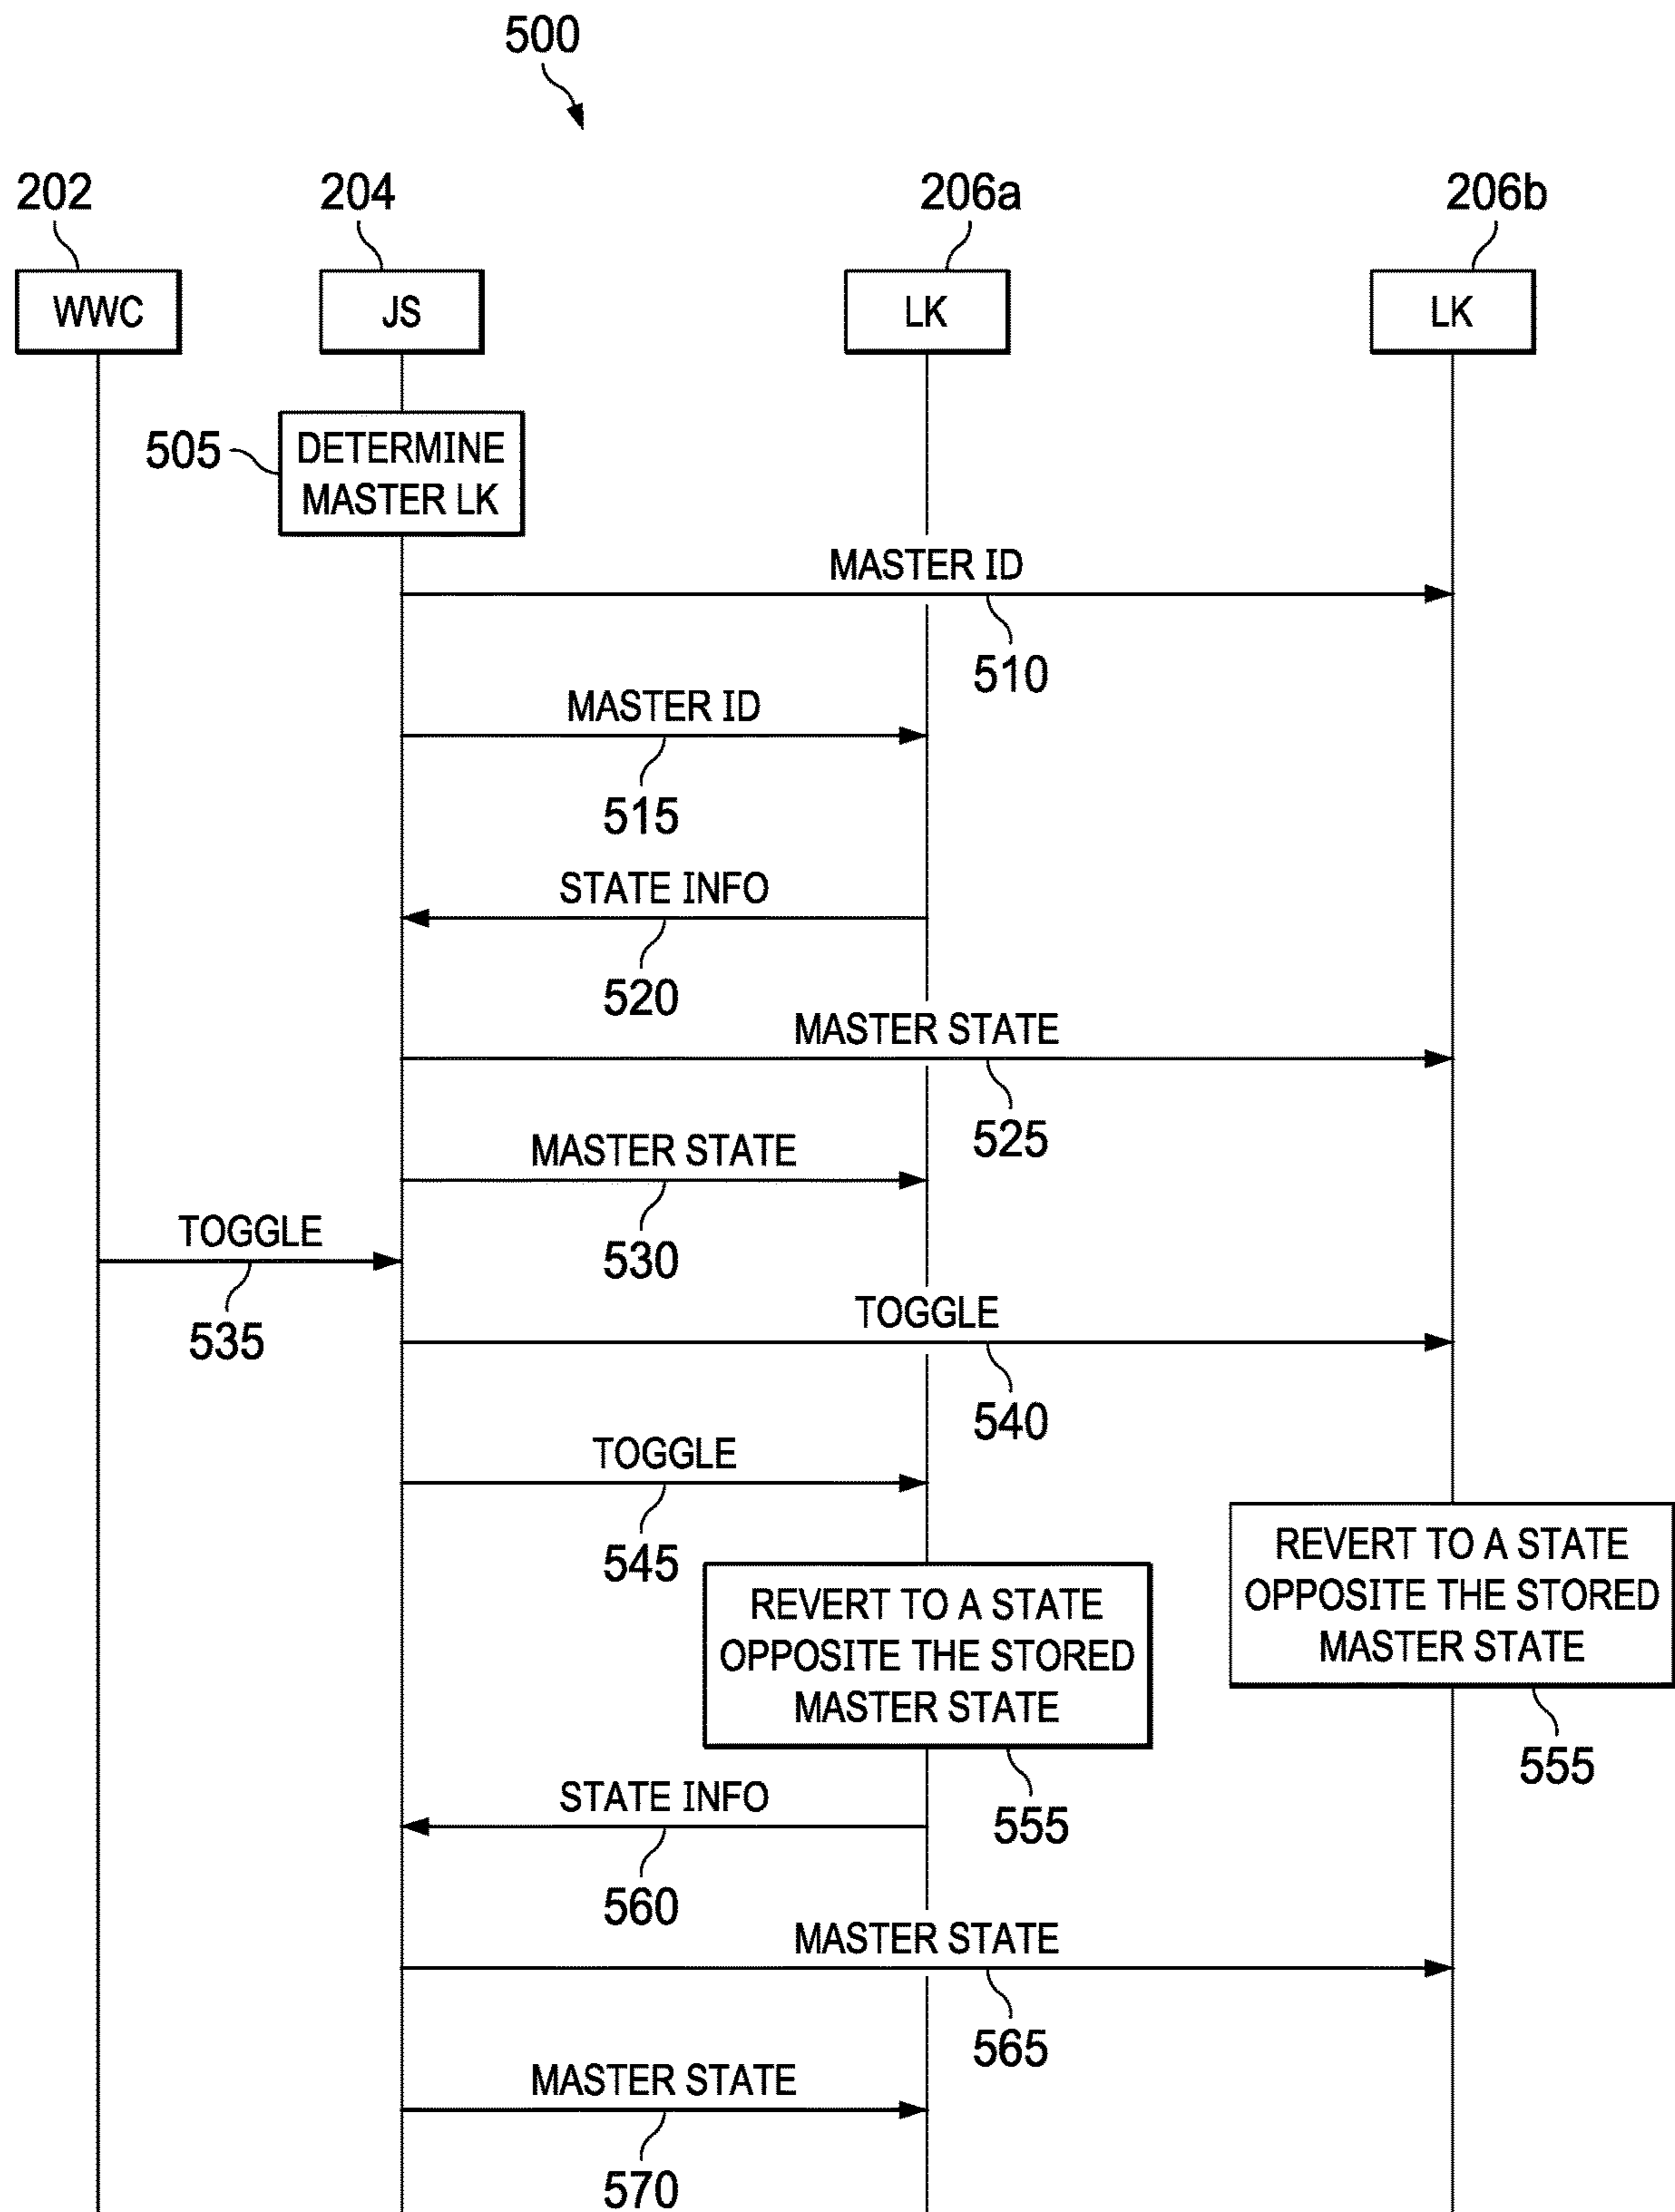 500
202
204
206a
206b
WWC
JS
LK
LK
505
DETERMINE
MASTER LK
MASTER ID
510
MASTER ID
515
STATE INFO
520
MASTER STATE
525
MASTER STATE
530
TOGGLE
535
TOGGLE
540
TOGGLE
545
REVERT TO A STATE
OPPOSITE THE STORED
MASTER STATE
555
REVERT TO A STATE
OPPOSITE THE STORED
MASTER STATE
555
STATE INFO
560
MASTER STATE
565
MASTER STATE
570